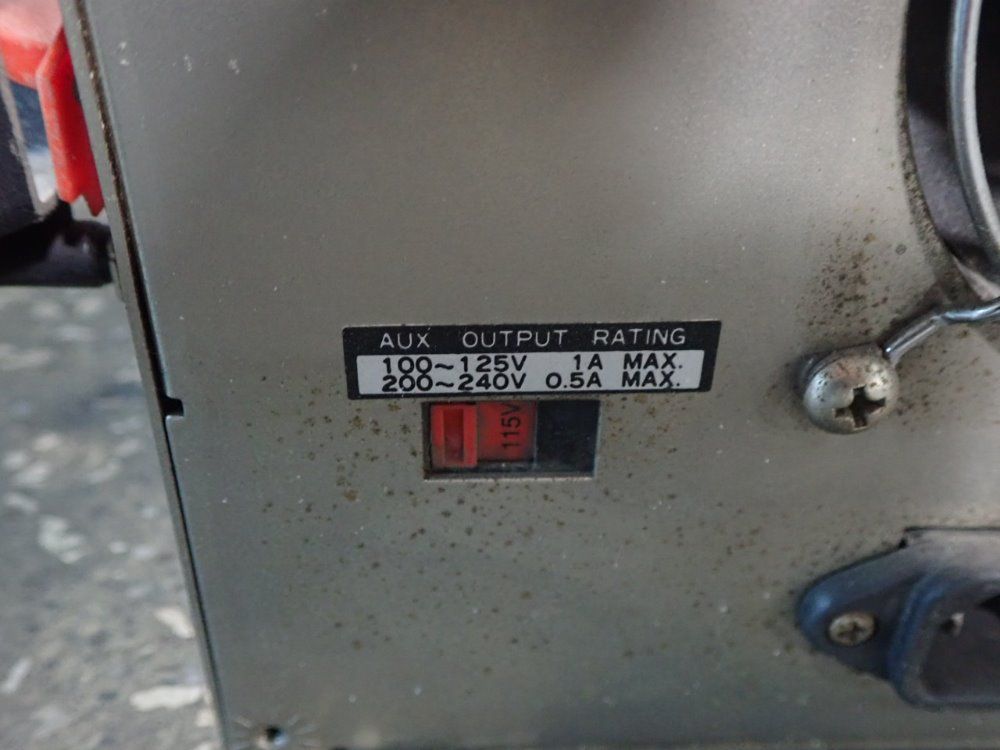 AUX OUTPUT RATING
100~125V 1A MAX.
200~240V 0.5A MAX.
115V